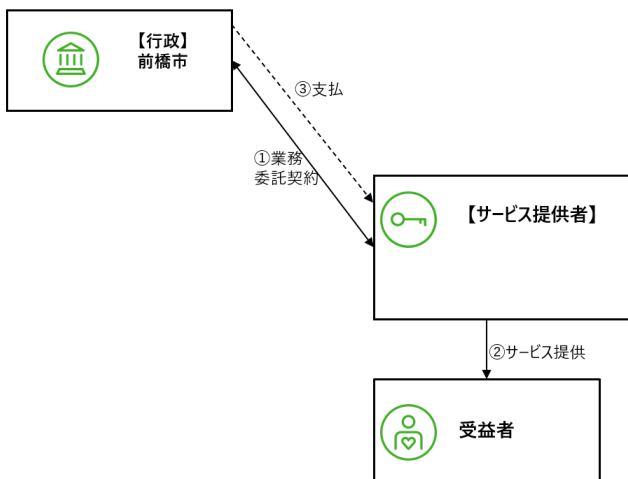 【行政】
前橋市
③支払
①業務
委託契約
【サービス提供者】
②サービス提供
受益者